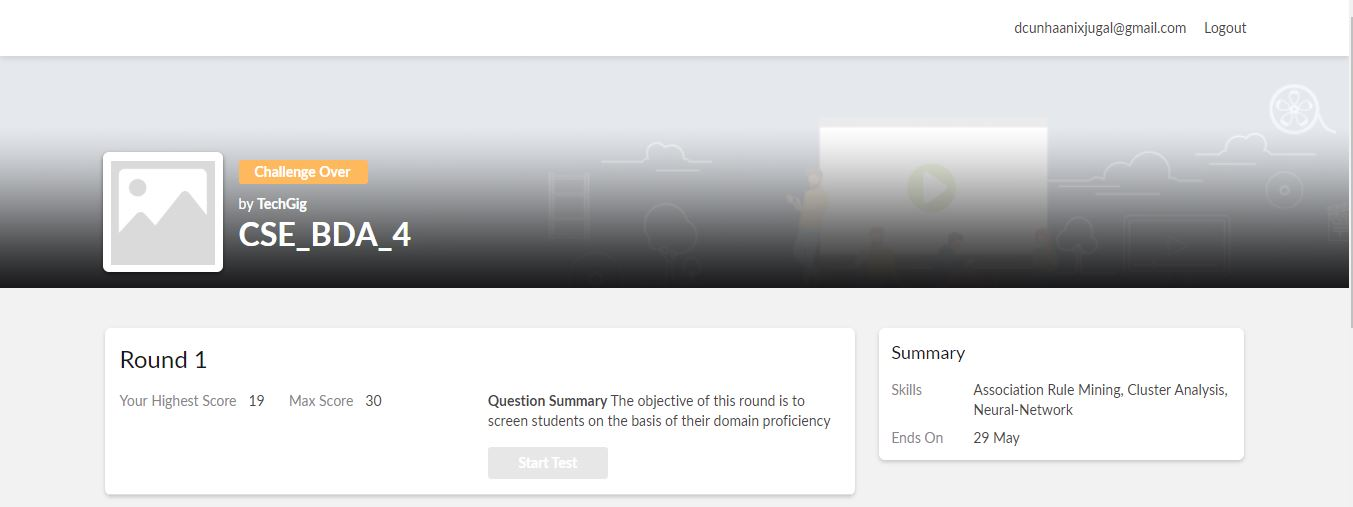 dcunhaanixjugal@gmail.com Logout
Challenge Over
by TechGig
CSE_BDA_4
Round 1
Your Highest Score 19 Max Score 30
Question Summary The objective of this round is to
screen students on the basis of their domain proficiency
Start Test
Summary
Skills Association Rule Mining, Cluster Analysis,
Neural-Network
Ends On 29 May